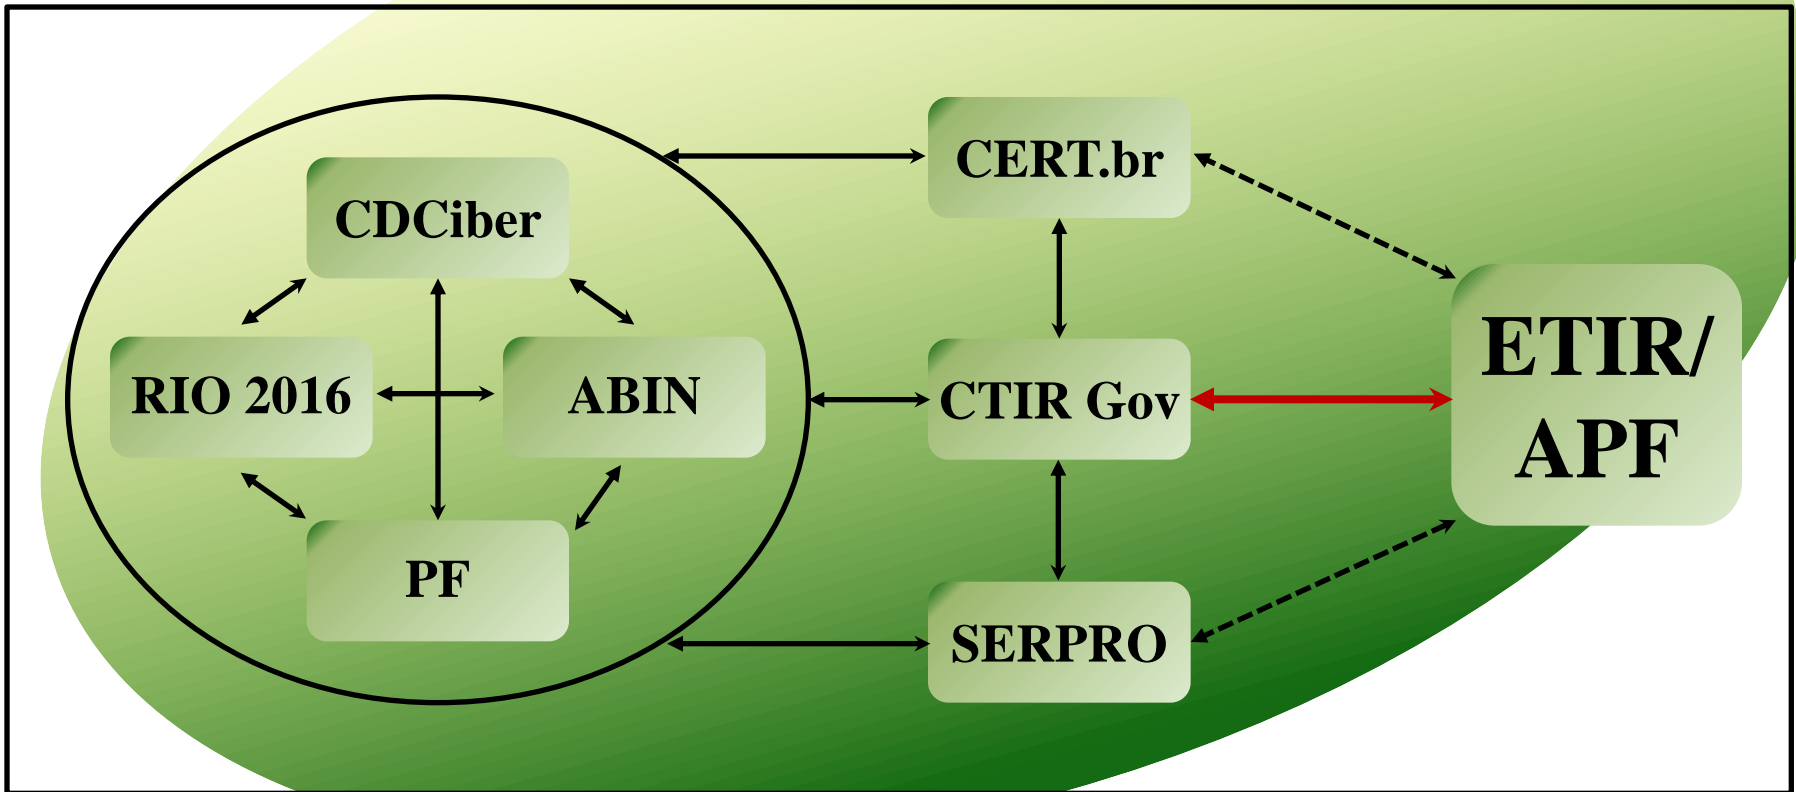 CERT.br
CDCiber
ETIR/
APF
RIO 2016
ABIN
CTIR Gov
PF
SERPRO